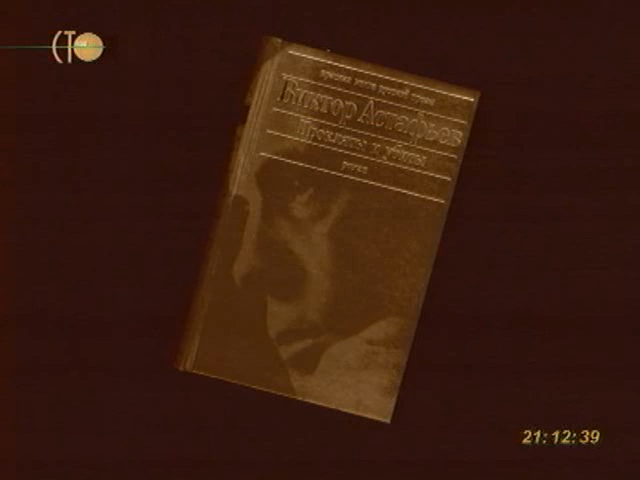 СТО
Виктор Астафьев
Прокляты и убиты
роман
21:12:39